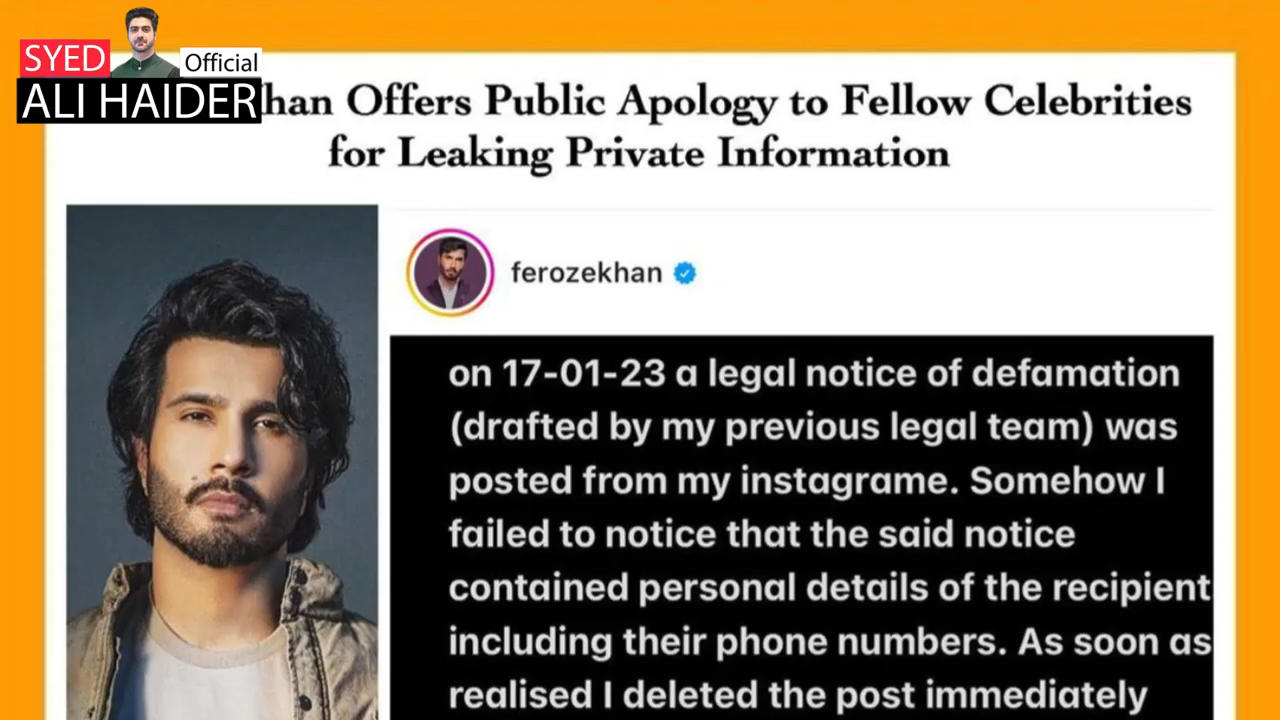 SYED
Official
ALI HAIDER
han Offers Public Apology to Fellow Celebrities
for Leaking Private Information
ferozekhan
on 17-01-23 a legal notice of defamation
(drafted by my previous legal team) was
posted from my instagrame. Somehow I
failed to notice that the said notice
contained personal details of the recipient
including their phone numbers. As soon as
realised I deleted the post immediately